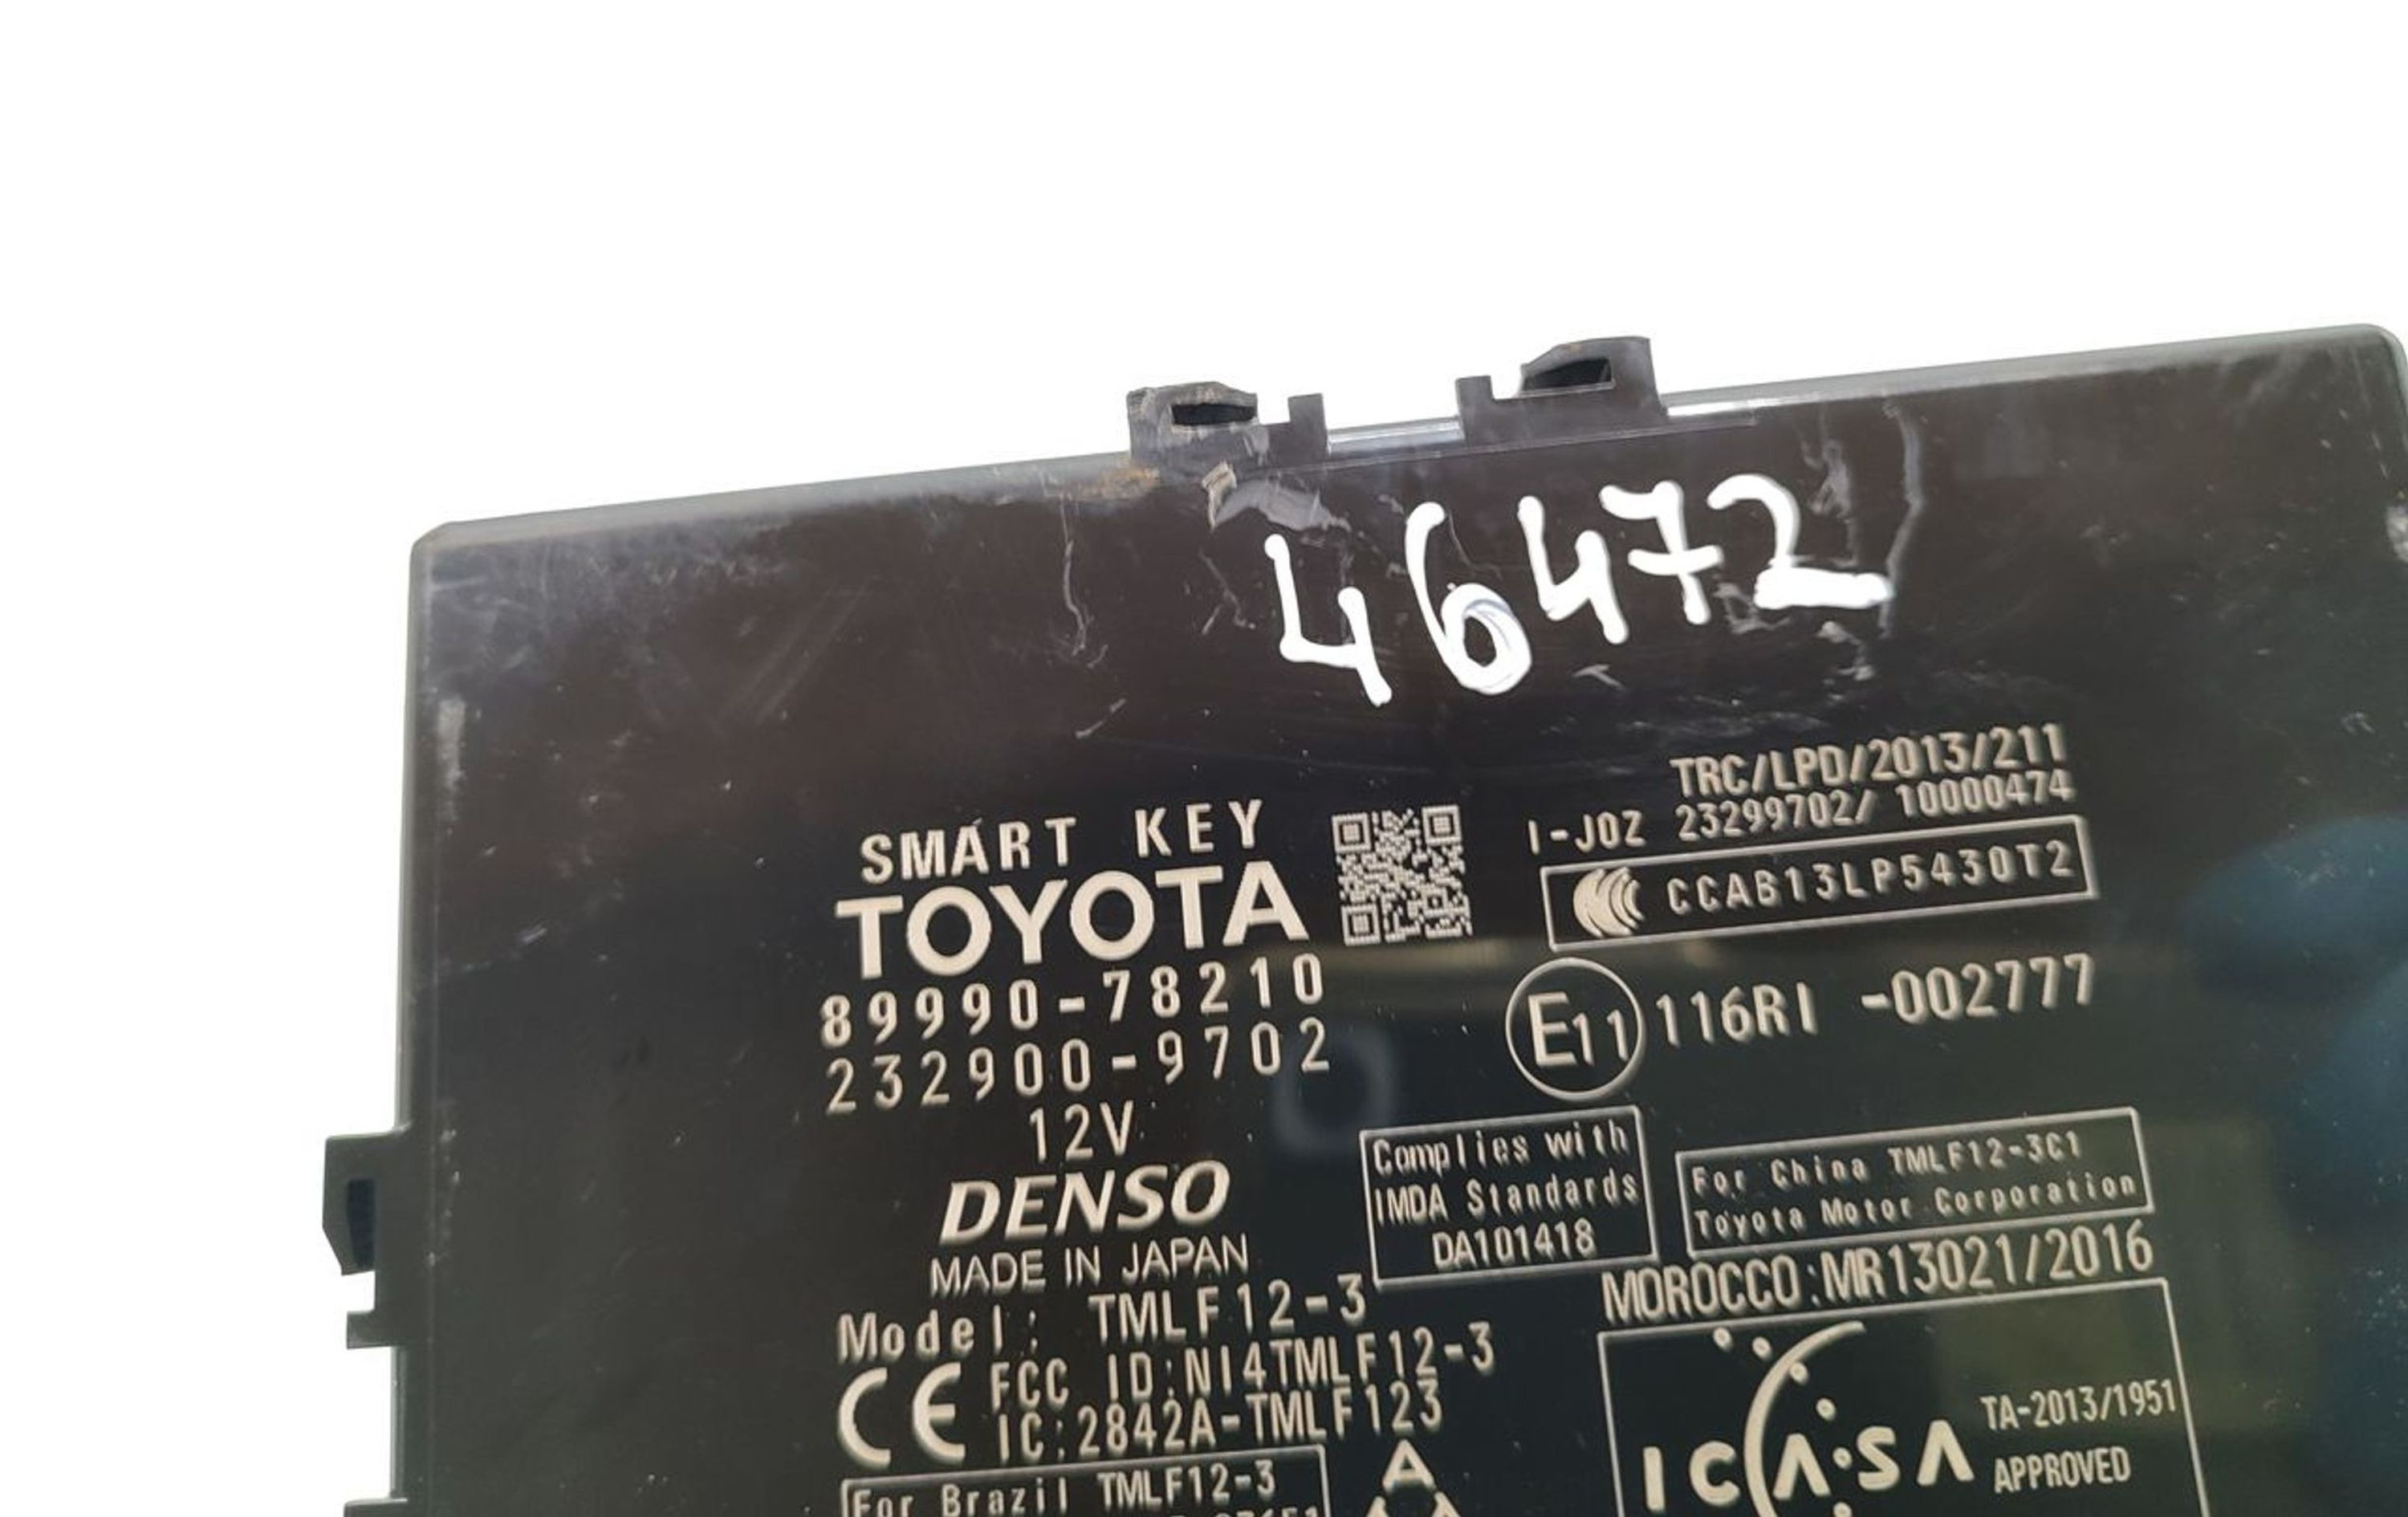 46472
SMART KEY
TOYOTA
89990-78210
232900-9702
12V
DENSO
MADE IN JAPAN
Model: TMLF12-3
FCC ID:NI4TMLF12-3
IC:2842A-TMLF123
For Brazil TMLF12-3
TRC/LPD/2013/211
I-JOZ 23299702/ 10000474
CCAB13LP5430T2
E11 116RI -002777
Complies with
IMDA Standards
DA101418
For China TMLF12-3C1
Toyota Motor Corporation
MOROCCO:MR13021/2016
ICASA
TA-2013/1951
APPROVED